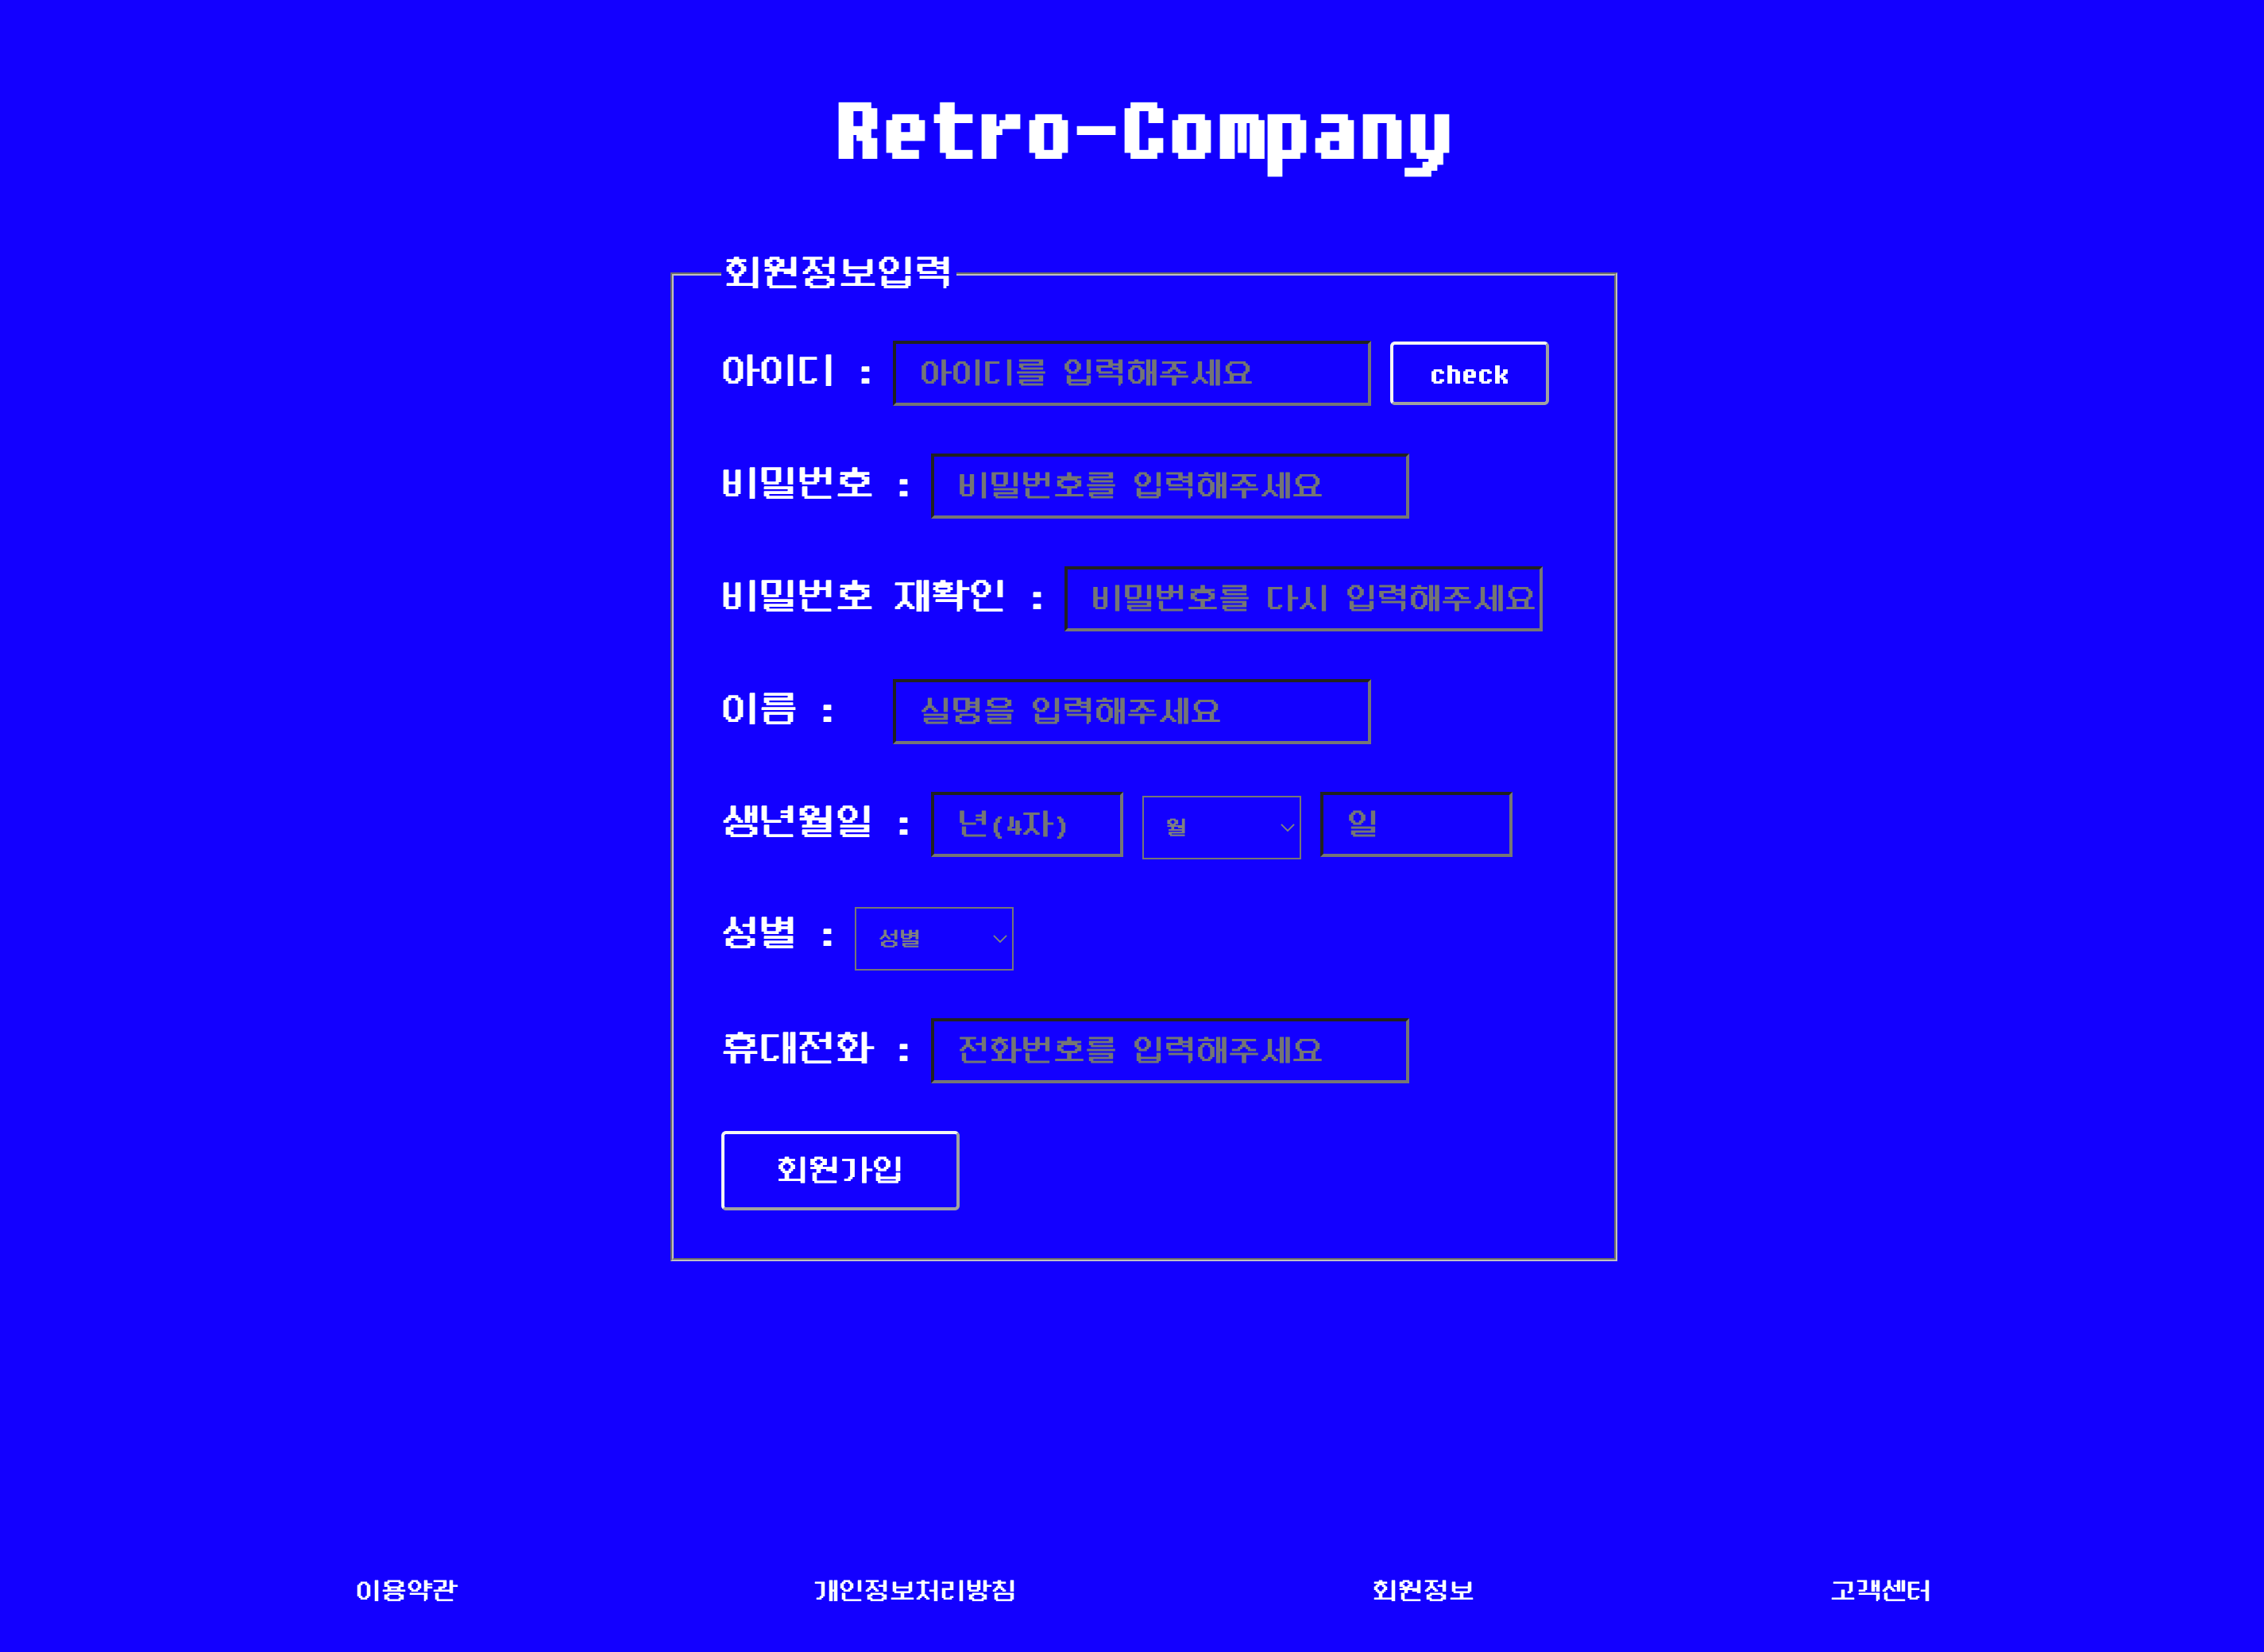 Retro-Company
회원정보입력
아이디 : 아이디를 입력해주세요 check
비밀번호 : 비밀번호를 입력해주세요
비밀번호 재확인 : 비밀번호를 다시 입력해주세요
이름 : 실명을 입력해주세요
생년월일 : 년(4자) 월 일
성별 : 성별
휴대전화 : 전화번호를 입력해주세요
회원가입
이용약관 개인정보처리방침 회원정보 고객센터